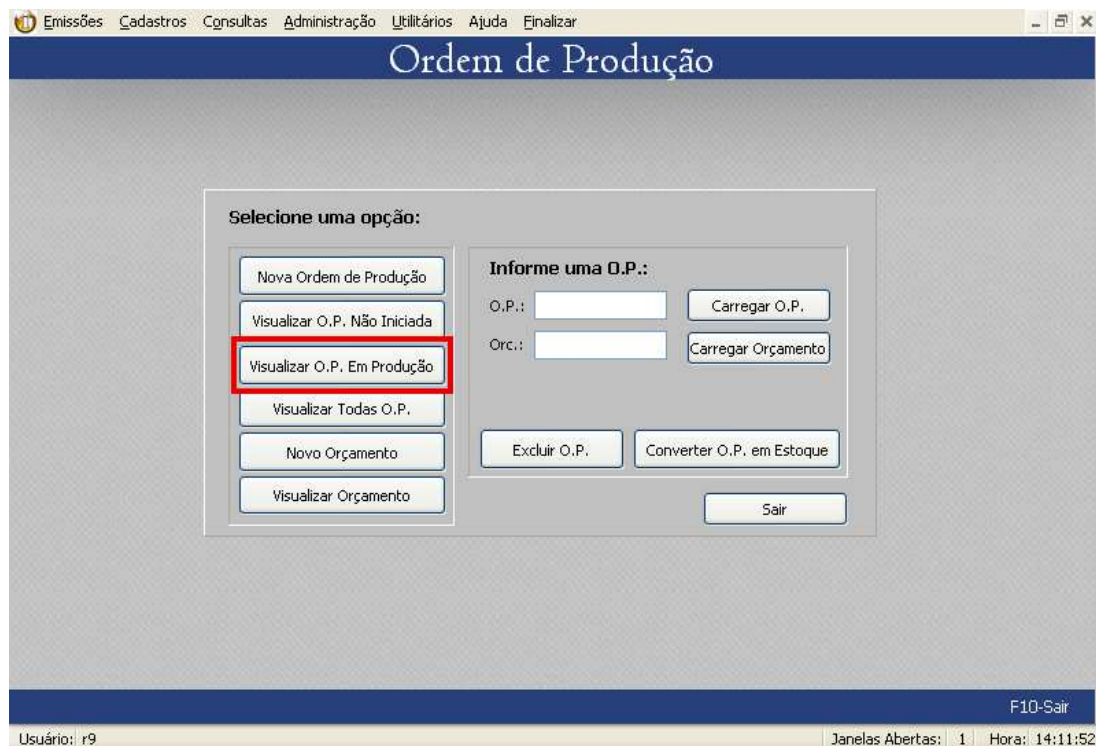 Emissões Cadastros Consultas Administração Utilitários Ajuda Finalizar
Ordem de Produção
Selecione uma opção:
Nova Ordem de Produção
Visualizar O.P. Não Iniciada
Visualizar O.P. Em Produção
Visualizar Todas O.P.
Novo Orçamento
Visualizar Orçamento
Informe uma O.P.:
O.P.: Carregar O.P.
Orc.: Carregar Orçamento
Excluir O.P. Converter O.P. em Estoque
Sair
F10-Sair
Usuário: r9 Janelas Abertas: 1 Hora: 14:11:52